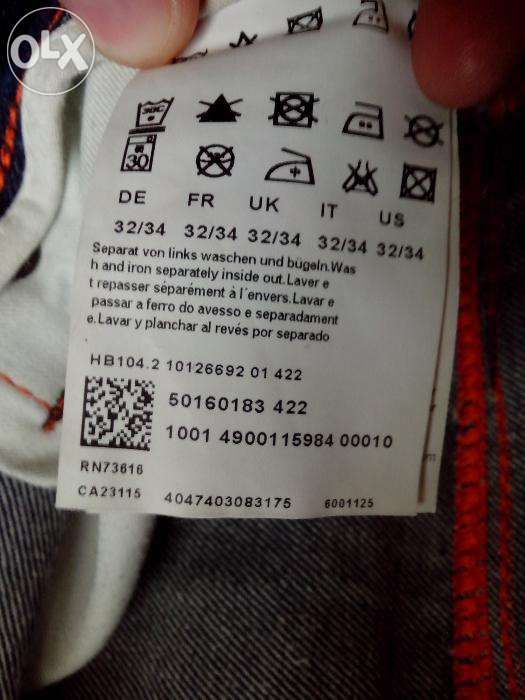 OLX
30C
30
DE FR UK IT US
32/34 32/34 32/34 32/34 32/34
Separat von links waschen und bügeln.Was
h and iron separately inside out.Laver e
t repasser séparément à l´envers.Lavar e
passar a ferro do avesso e separadament
e.Lavar y planchar al revés por separado
HB104.2 10126692 01 422
50160183 422
1001 4900115984 00010
RN73616
CA23115 4047403083175 6001125